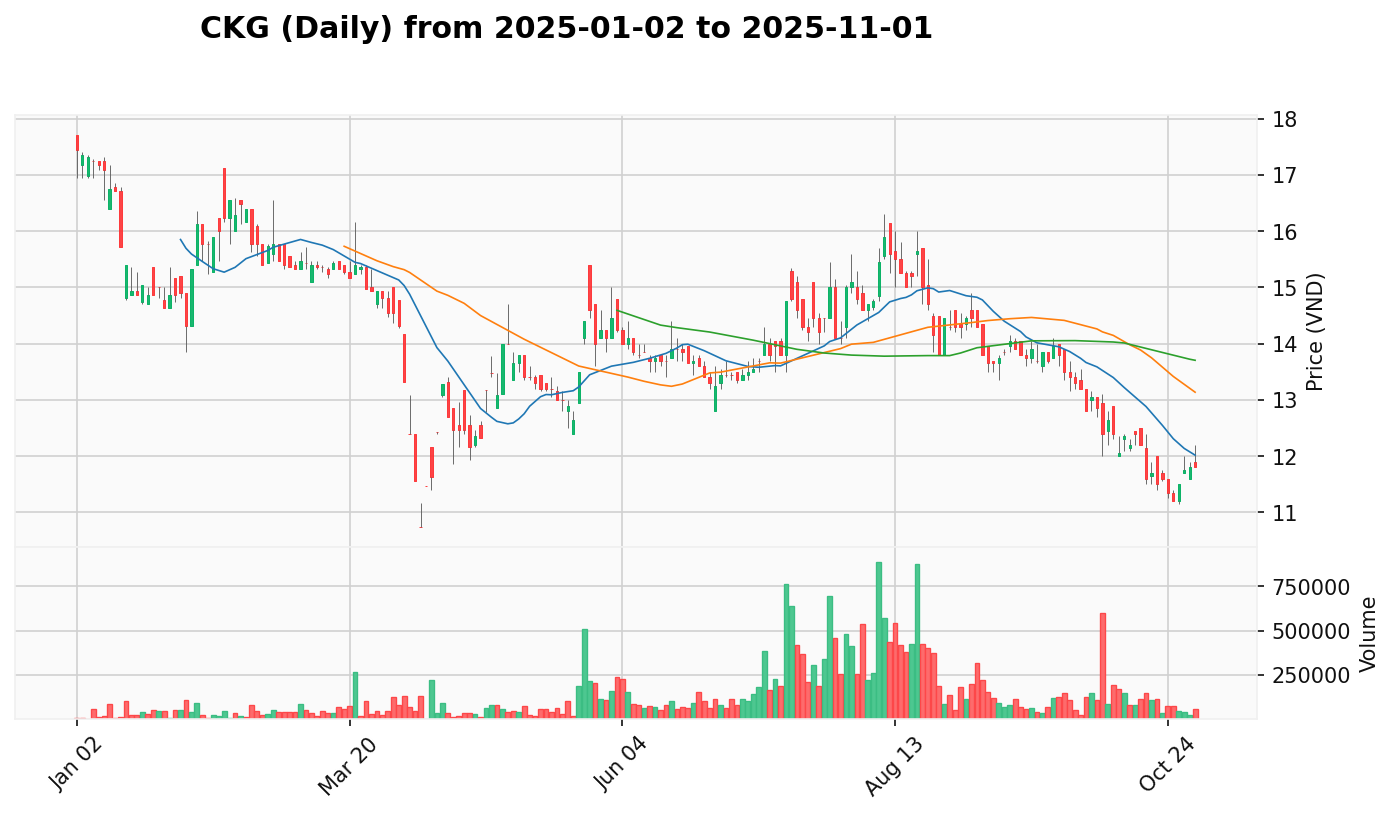 CKG (Daily) from 2025-01-02 to 2025-11-01
18
17
16
15
14
13
12
11
Price (VND)
750000
500000
250000
Volume
Jan 02
Mar 20
Jun 04
Aug 13
Oct 24